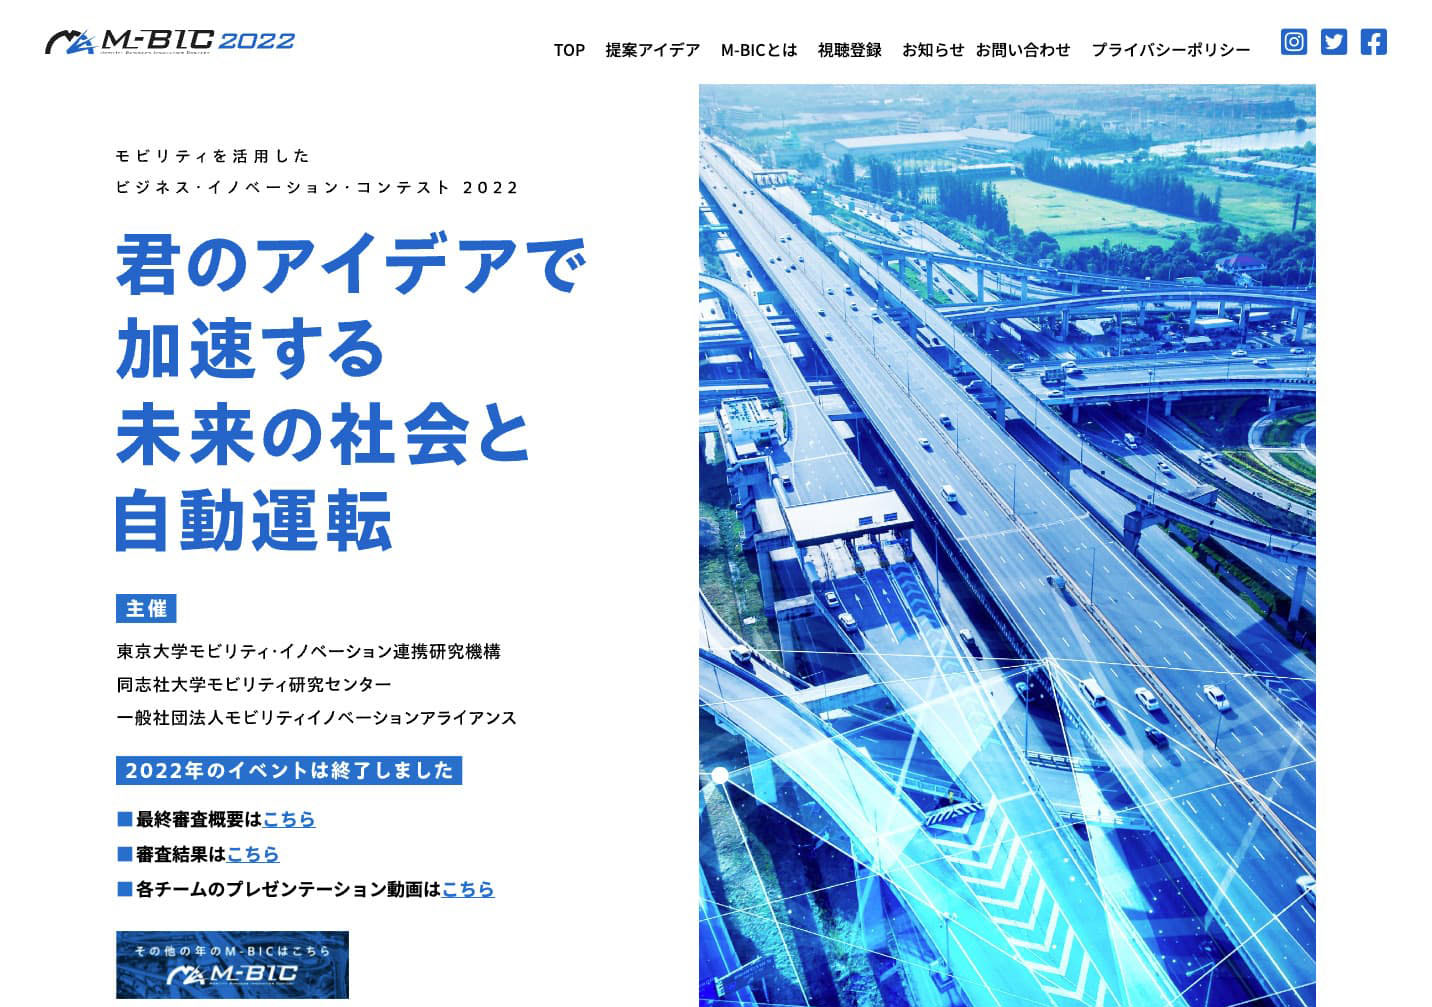 M-BIC 2022
TOP 提案アイデア M-BICとは 視聴登録 お知らせ お問い合わせ プライバシーポリシー
モビリティを活用した
ビジネス・イノベーション・コンテスト 2022
君のアイデアで
加速する
未来の社会と
自動運転
主催
東京大学モビリティ・イノベーション連携研究機構
同志社大学モビリティ研究センター
一般社団法人モビリティイノベーションアライアンス
2022年のイベントは終了しました
■最終審査概要はこちら
■審査結果はこちら
■各チームのプレゼンテーション動画はこちら
その他の年のM-BICはこちら
M-BIC